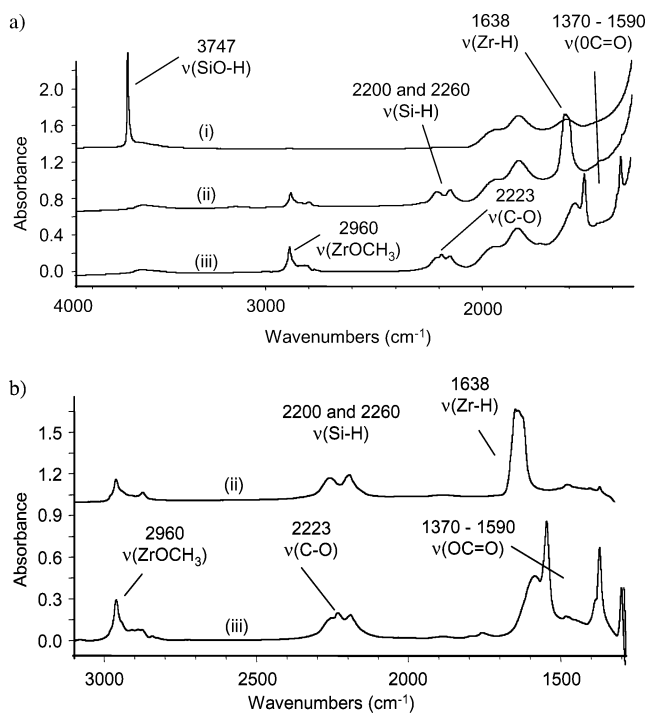 a)
3747
ν(SiO-H)
1638
ν(Zr-H)
1370 - 1590
ν(0C=O)
2200 and 2260
ν(Si-H)
2960
ν(ZrOCH3)
2223
ν(C-O)
(i)
(ii)
(iii)
Absorbance
2.0
1.2
0.8
0.4
0.0
4000
3000
2000
Wavenumbers (cm-1)
b)
2200 and 2260
ν(Si-H)
1638
ν(Zr-H)
2960
ν(ZrOCH3)
2223
ν(C-O)
1370 - 1590
ν(OC=O)
(ii)
(iii)
Absorbance
1.5
1.2
0.9
0.6
0.3
0.0
3000
2500
2000
1500
Wavenumbers (cm-1)